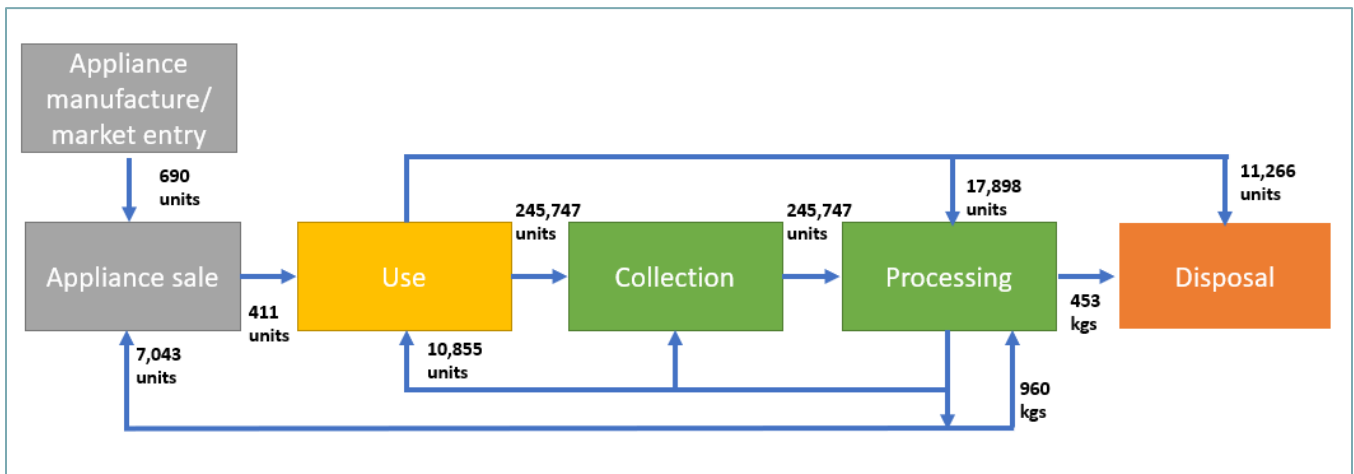 Appliance
manufacture/
market entry
690
units
17,898
units
11,266
units
245,747
units
245,747
units
Appliance sale
Use
Collection
Processing
Disposal
411
units
453
kgs
7,043
units
10,855
units
960
kgs